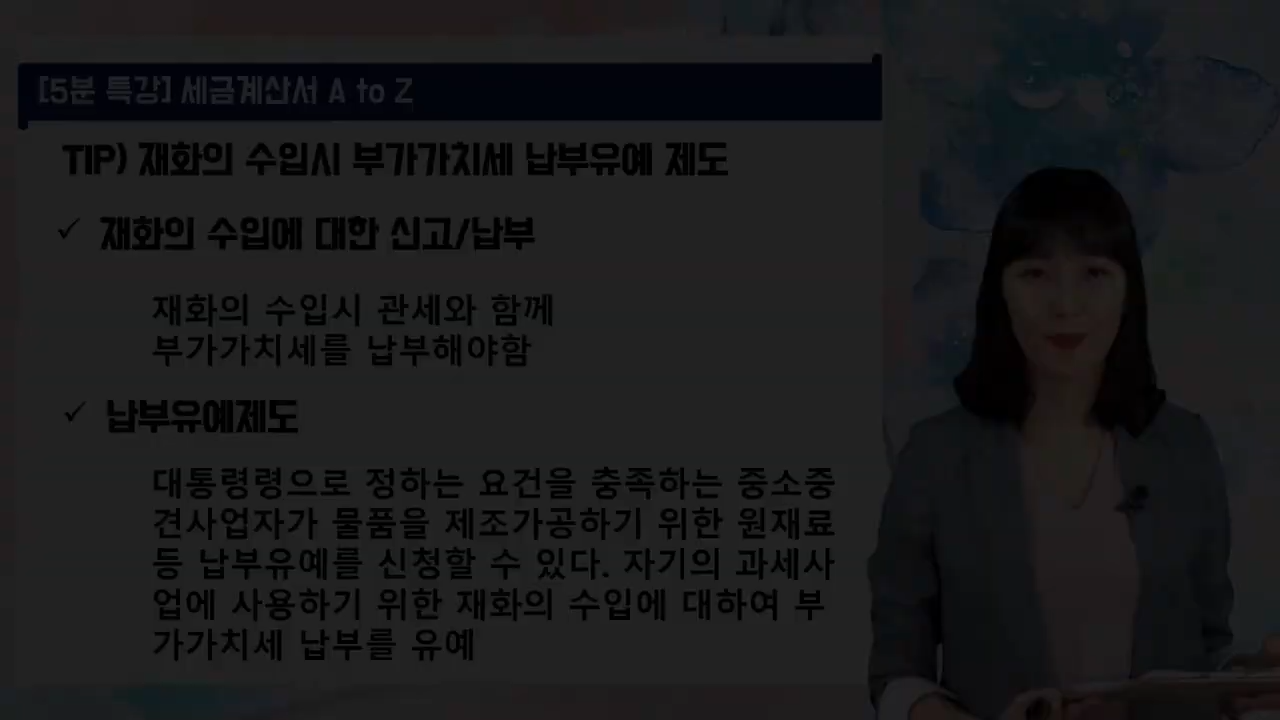 [5분 특강] 세금계산서 A to Z
TIP) 재화의 수입시 부가가치세 납부유예 제도
✓ 재화의 수입에 대한 신고/납부
재화의 수입시 관세와 함께
부가가치세를 납부해야함
✓ 납부유예제도
대통령령으로 정하는 요건을 충족하는 중소중
견사업자가 물품을 제조가공하기 위한 원재료
등 납부유예를 신청할 수 있다. 자기의 과세사
업에 사용하기 위한 재화의 수입에 대하여 부
가가치세 납부를 유예